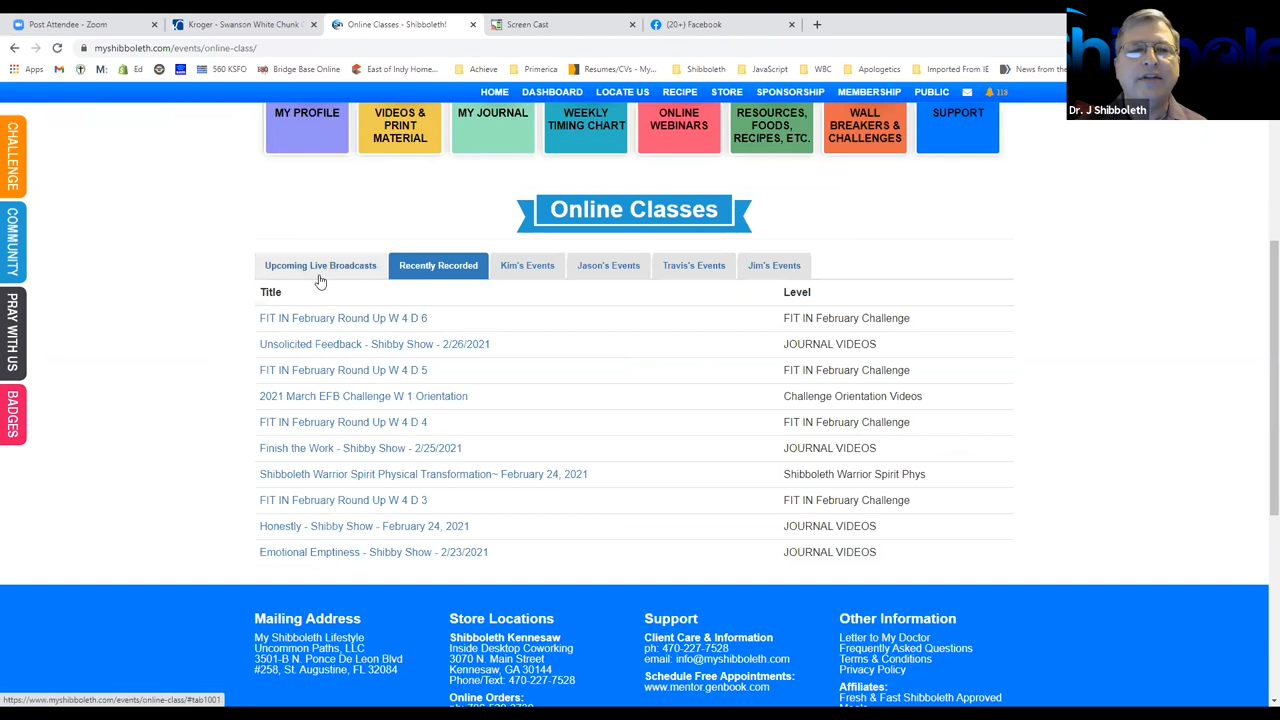 Post Attendee - Zoom
Kroger - Swanson White Chunk
Online Classes - Shibboleth!
Screen Cast
(20+) Facebook
myshibboleth.com/events/online-class/
Apps
Ed
560 KSFO
Bridge Base Online
East of Indy Home...
Achieve
Primerica
Resumes/CVs - My...
Shibboleth
JavaScript
WBC
Apologetics
Imported From IE
News from the
Dr. J Shibboleth
HOME DASHBOARD LOCATE US RECIPE STORE SPONSORSHIP MEMBERSHIP PUBLIC 118
MY PROFILE
VIDEOS &
PRINT
MATERIAL
MY JOURNAL
WEEKLY
TIMING CHART
ONLINE
WEBINARS
RESOURCES,
FOODS,
RECIPES, ETC.
WALL
BREAKERS &
CHALLENGES
SUPPORT
CHALLENGE
COMMUNITY
PRAY WITH US
BADGES
Online Classes
Upcoming Live Broadcasts Recently Recorded Kim's Events Jason's Events Travis's Events Jim's Events
Title Level
FIT IN February Round Up W 4 D 6 FIT IN February Challenge
Unsolicited Feedback - Shibby Show - 2/26/2021 JOURNAL VIDEOS
FIT IN February Round Up W 4 D 5 FIT IN February Challenge
2021 March EFB Challenge W 1 Orientation Challenge Orientation Videos
FIT IN February Round Up W 4 D 4 FIT IN February Challenge
Finish the Work - Shibby Show - 2/25/2021 JOURNAL VIDEOS
Shibboleth Warrior Spirit Physical Transformation~ February 24, 2021 Shibboleth Warrior Spirit Phys
FIT IN February Round Up W 4 D 3 FIT IN February Challenge
Honestly - Shibby Show - February 24, 2021 JOURNAL VIDEOS
Emotional Emptiness - Shibby Show - 2/23/2021 JOURNAL VIDEOS
Mailing Address
My Shibboleth Lifestyle
Uncommon Paths, LLC
3501-B N. Ponce De Leon Blvd
#258, St. Augustine, FL 32084
Store Locations
Shibboleth Kennesaw
Inside Desktop Coworking
3070 N. Main Street
Kennesaw, GA 30144
Phone/Text: 470-227-7528
Online Orders:
Support
Client Care & Information
ph: 470-227-7528
email: info@myshibboleth.com
Schedule Free Appointments:
www.mentor.genbook.com
Other Information
Letter to My Doctor
Frequently Asked Questions
Terms & Conditions
Privacy Policy
Affiliates:
Fresh & Fast Shibboleth Approved
https://www.myshibboleth.com/events/online-class/#tab1001